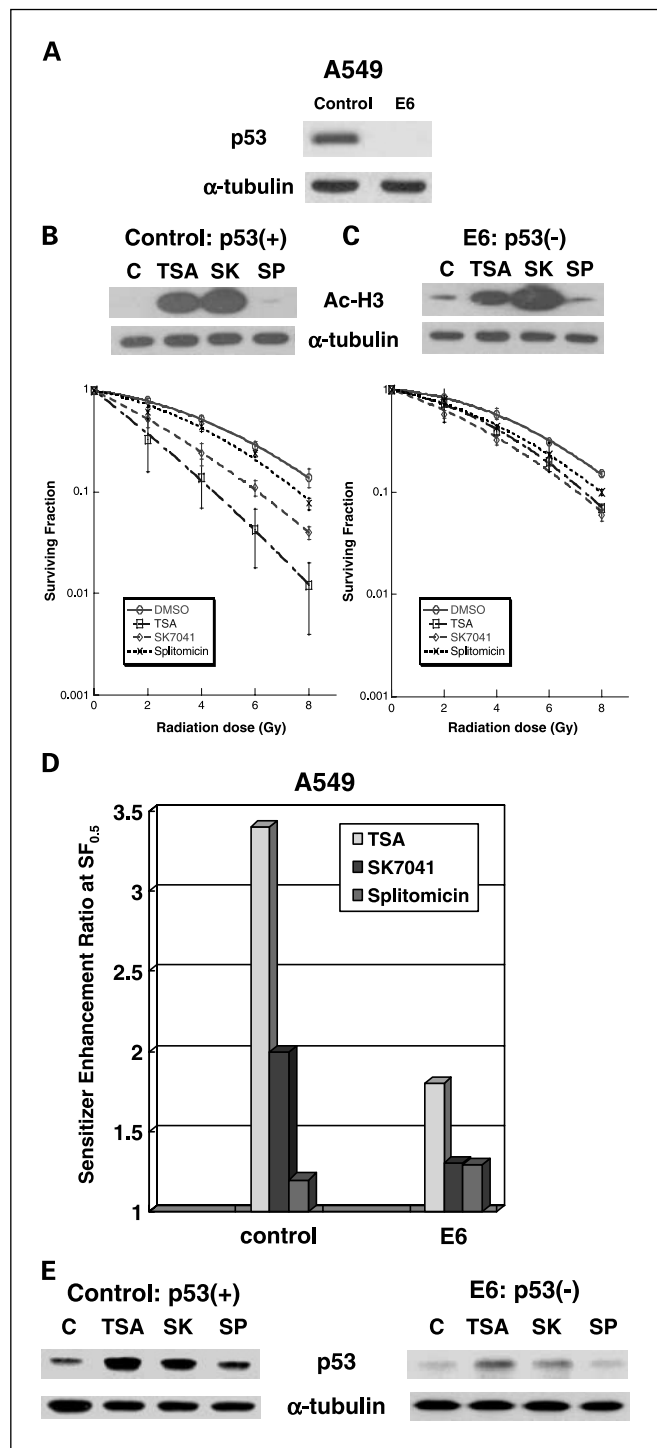 A
A549
Control E6
p53
α-tubulin
B Control: p53(+)
C TSA SK SP
C E6: p53(-)
C TSA SK SP
Ac-H3
α-tubulin
1
0.1
0.01
0.001
Surviving Fraction
DMSO
TSA
SK7041
Splitomicin
0 2 4 6 8
Radiation dose (Gy)
1
0.1
0.01
0.001
Surviving Fraction
DMSO
TSA
SK7041
Splitomicin
0 2 4 6 8
Radiation dose (Gy)
D
A549
Sensitizer Enhancement Ratio at SF0.5
3.5
3
2.5
2
1.5
1
TSA
SK7041
Splitomicin
control E6
E
Control: p53(+)
C TSA SK SP
E6: p53(-)
C TSA SK SP
p53
α-tubulin